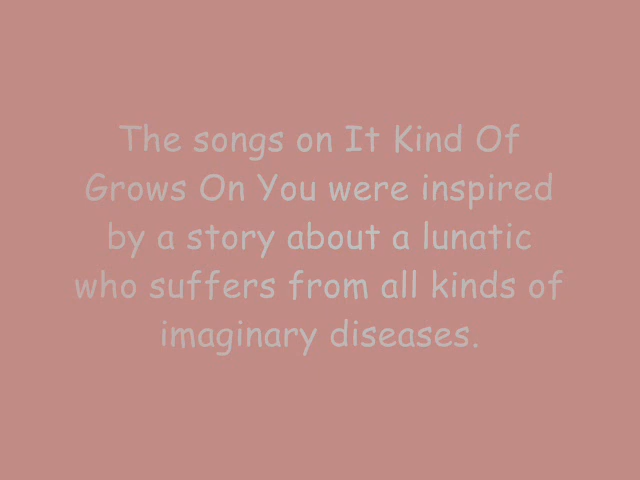 The songs on It Kind Of
Grows On You were inspired
by a story about a lunatic
who suffers from all kinds of
imaginary diseases.